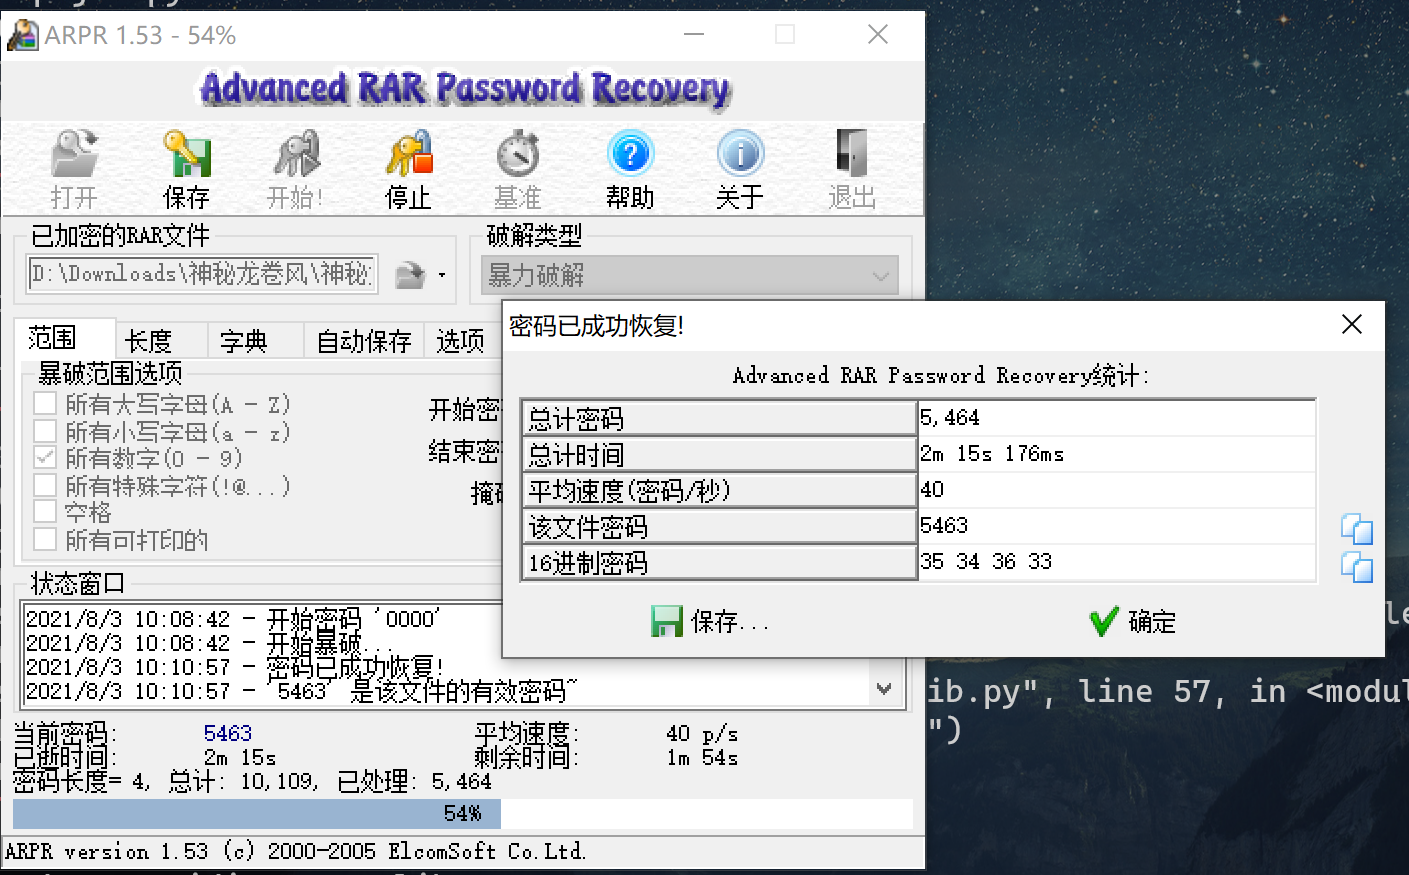 ARPR 1.53 - 54%
Advanced RAR Password Recovery
打开 保存 开始! 停止 基准 帮助 关于 退出
已加密的RAR文件
D:\Downloads\神秘龙卷风\神秘
破解类型
暴力破解
范围 长度 字典 自动保存 选项
暴破范围选项
所有大写字母(A - Z)
所有小写字母(a - z)
所有数字(0 - 9)
所有特殊字符(!@...)
空格
所有可打印的
开始密
结束密
掩
密码已成功恢复!
Advanced RAR Password Recovery统计:
总计密码 5,464
总计时间 2m 15s 176ms
平均速度(密码/秒) 40
该文件密码 5463
16进制密码 35 34 36 33
保存... 确定
状态窗口
2021/8/3 10:08:42 - 开始密码 '0000'
2021/8/3 10:08:42 - 开始暴破...
2021/8/3 10:10:57 - 密码已成功恢复!
2021/8/3 10:10:57 - '5463' 是该文件的有效密码~
当前密码: 5463 平均速度: 40 p/s
已逝时间: 2m 15s 剩余时间: 1m 54s
密码长度= 4, 总计: 10,109, 已处理: 5,464
54%
ARPR version 1.53 (c) 2000-2005 ElcomSoft Co.Ltd.
le
ib.py", line 57, in <modul
")